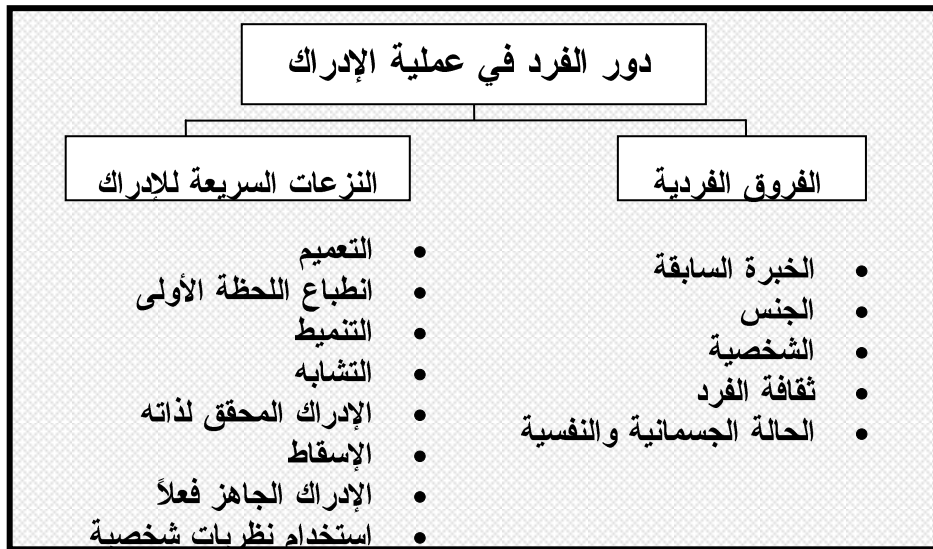 دور الفرد في عملية الإدراك
الفروق الفردية
• الخبرة السابقة
• الجنس
• الشخصية
• ثقافة الفرد
• الحالة الجسمانية والنفسية
النزعات السريعة للإدراك
• التعميم
• انطباع اللحظة الأولى
• التنميط
• التشابه
• الإدراك المحقق لذاته
• الإسقاط
• الإدراك الجاهز فعلاً
• استخدام نظريات شخصية